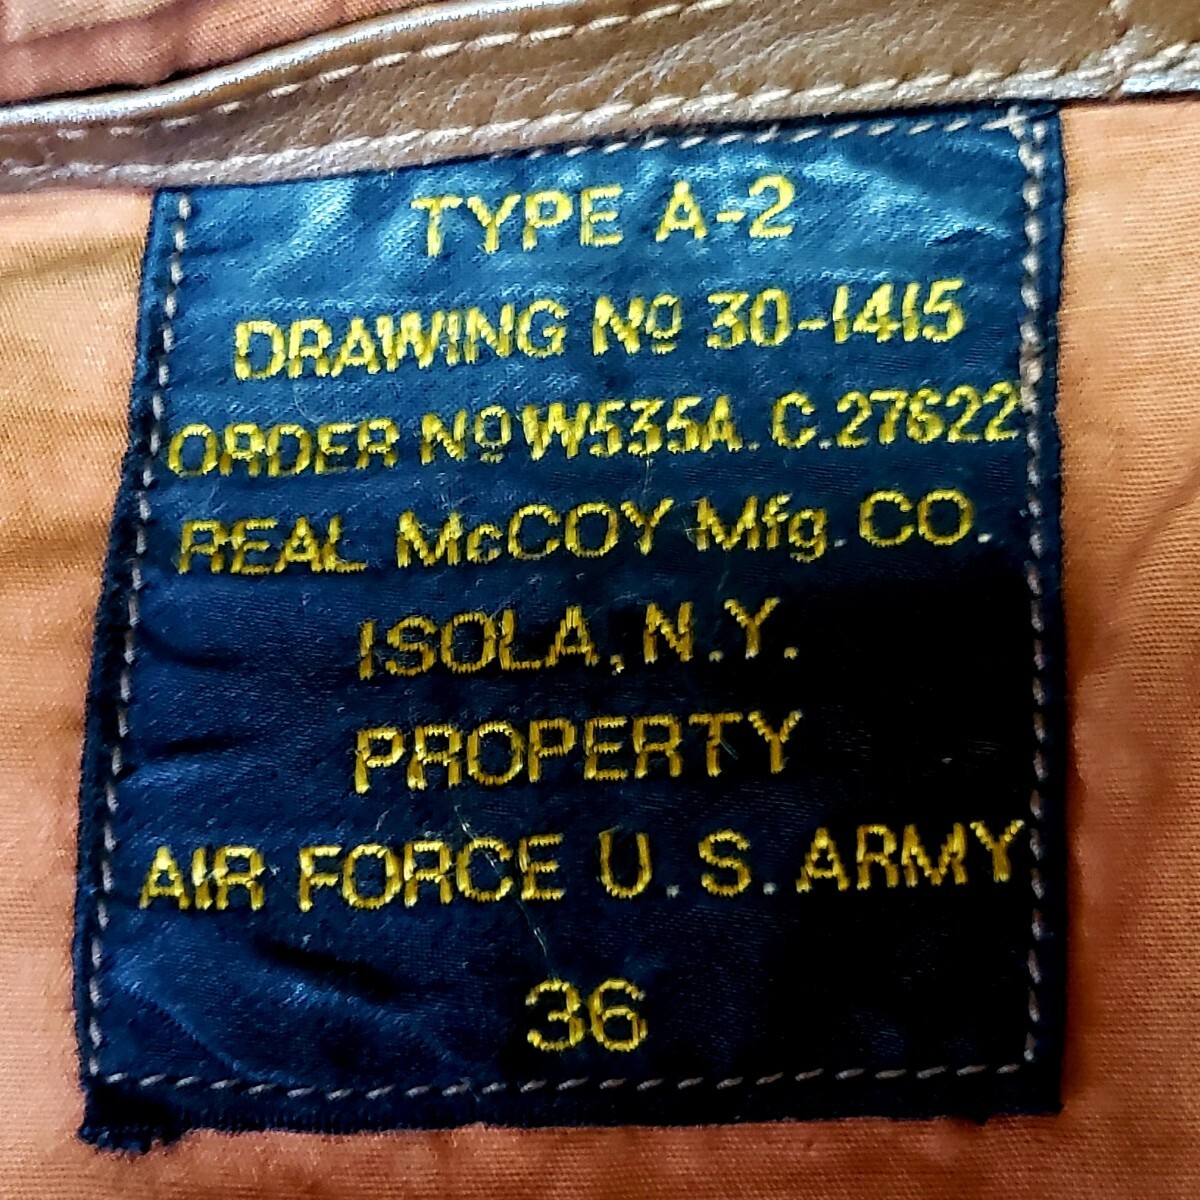 TYPE A-2
DRAWING Nº 30-1415
ORDER Nº W535A.C.27622
REAL McCOY Mfg. CO.
ISOLA, N.Y.
PROPERTY
AIR FORCE U.S. ARMY
36